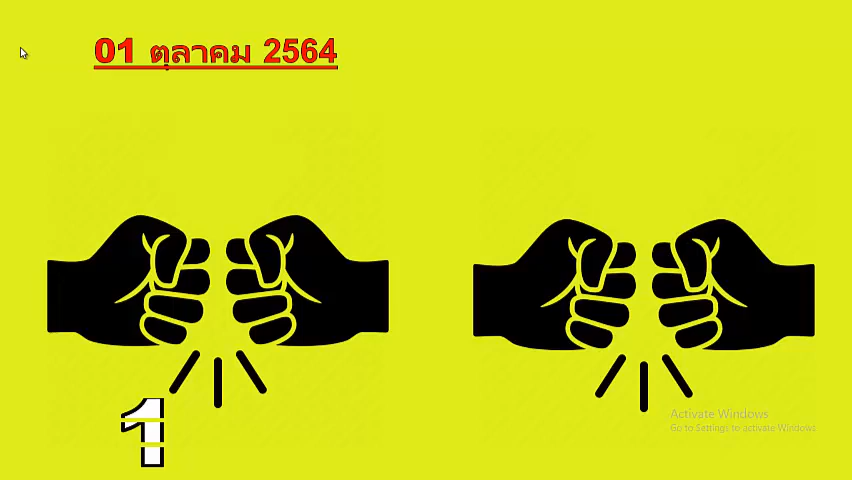 01 ตุลาคม 2564
1
Activate Windows
Go to Settings to activate Windows